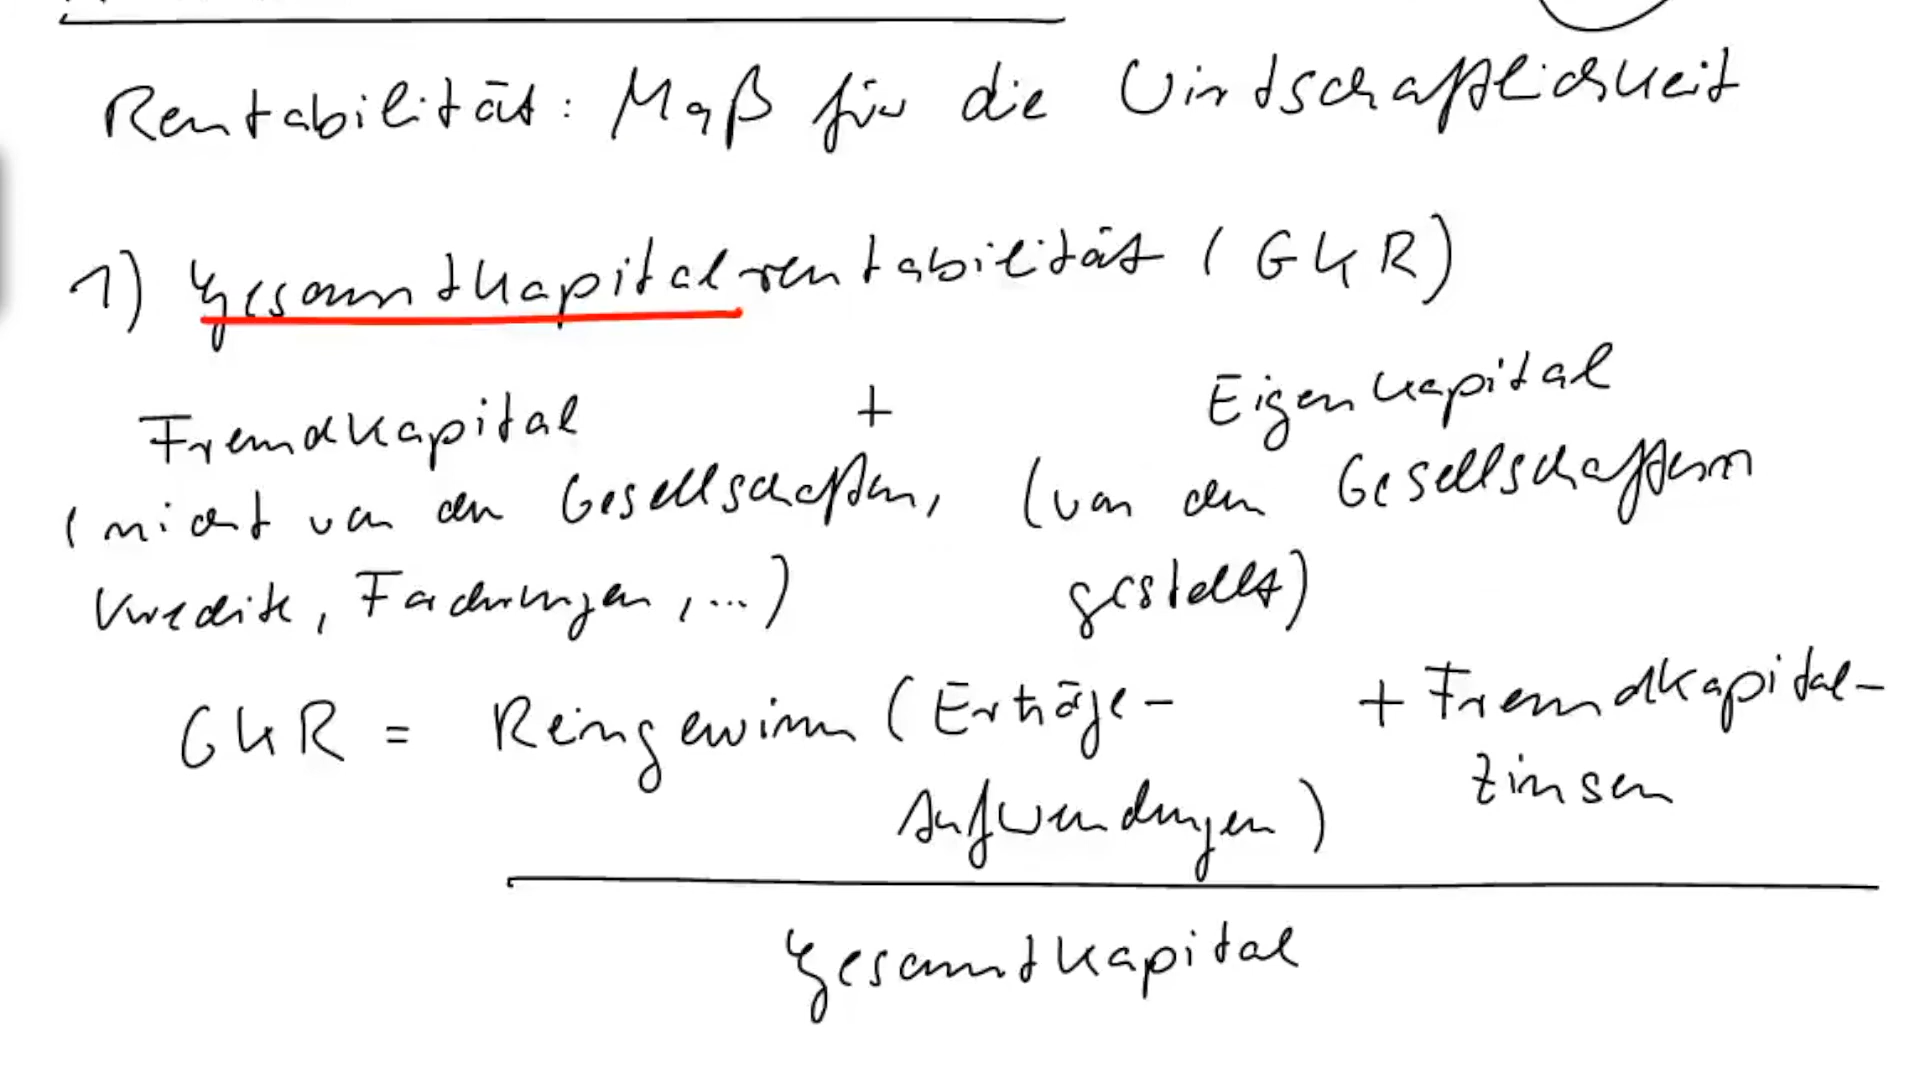 Rentabilität: Maß für die Wirtschaftlichkeit
1) Gesamtkapitalrentabilität (GKR)
Fremdkapital + Eigenkapital
(nicht von den Gesellschaftern, (von den Gesellschaftern
Kredite, Forderungen, ...) gestellt)
GKR = Reingewinn (Erträge- + Fremdkapital-
Aufwendungen) zinsen
Gesamtkapital